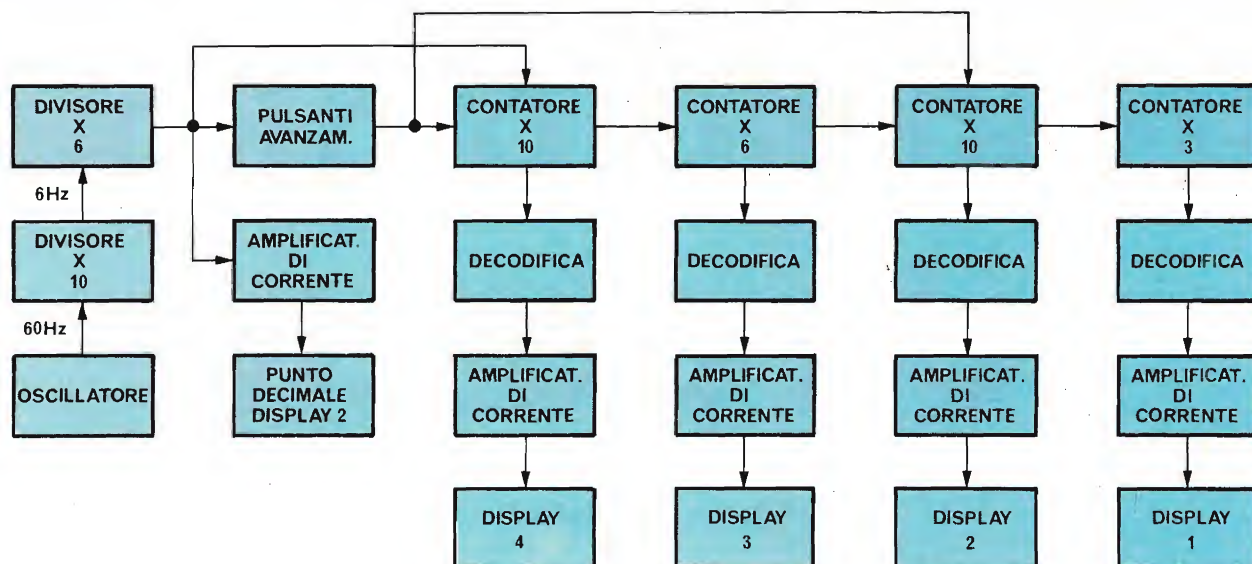 DIVISORE
X
6
PULSANTI
AVANZAM.
CONTATORE
X
10
CONTATORE
X
6
CONTATORE
X
10
CONTATORE
X
3
6Hz
DIVISORE
X
10
AMPLIFICAT.
DI
CORRENTE
DECODIFICA
DECODIFICA
DECODIFICA
DECODIFICA
60Hz
OSCILLATORE
PUNTO
DECIMALE
DISPLAY 2
AMPLIFICAT.
DI
CORRENTE
AMPLIFICAT.
DI
CORRENTE
AMPLIFICAT.
DI
CORRENTE
AMPLIFICAT.
DI
CORRENTE
DISPLAY
4
DISPLAY
3
DISPLAY
2
DISPLAY
1